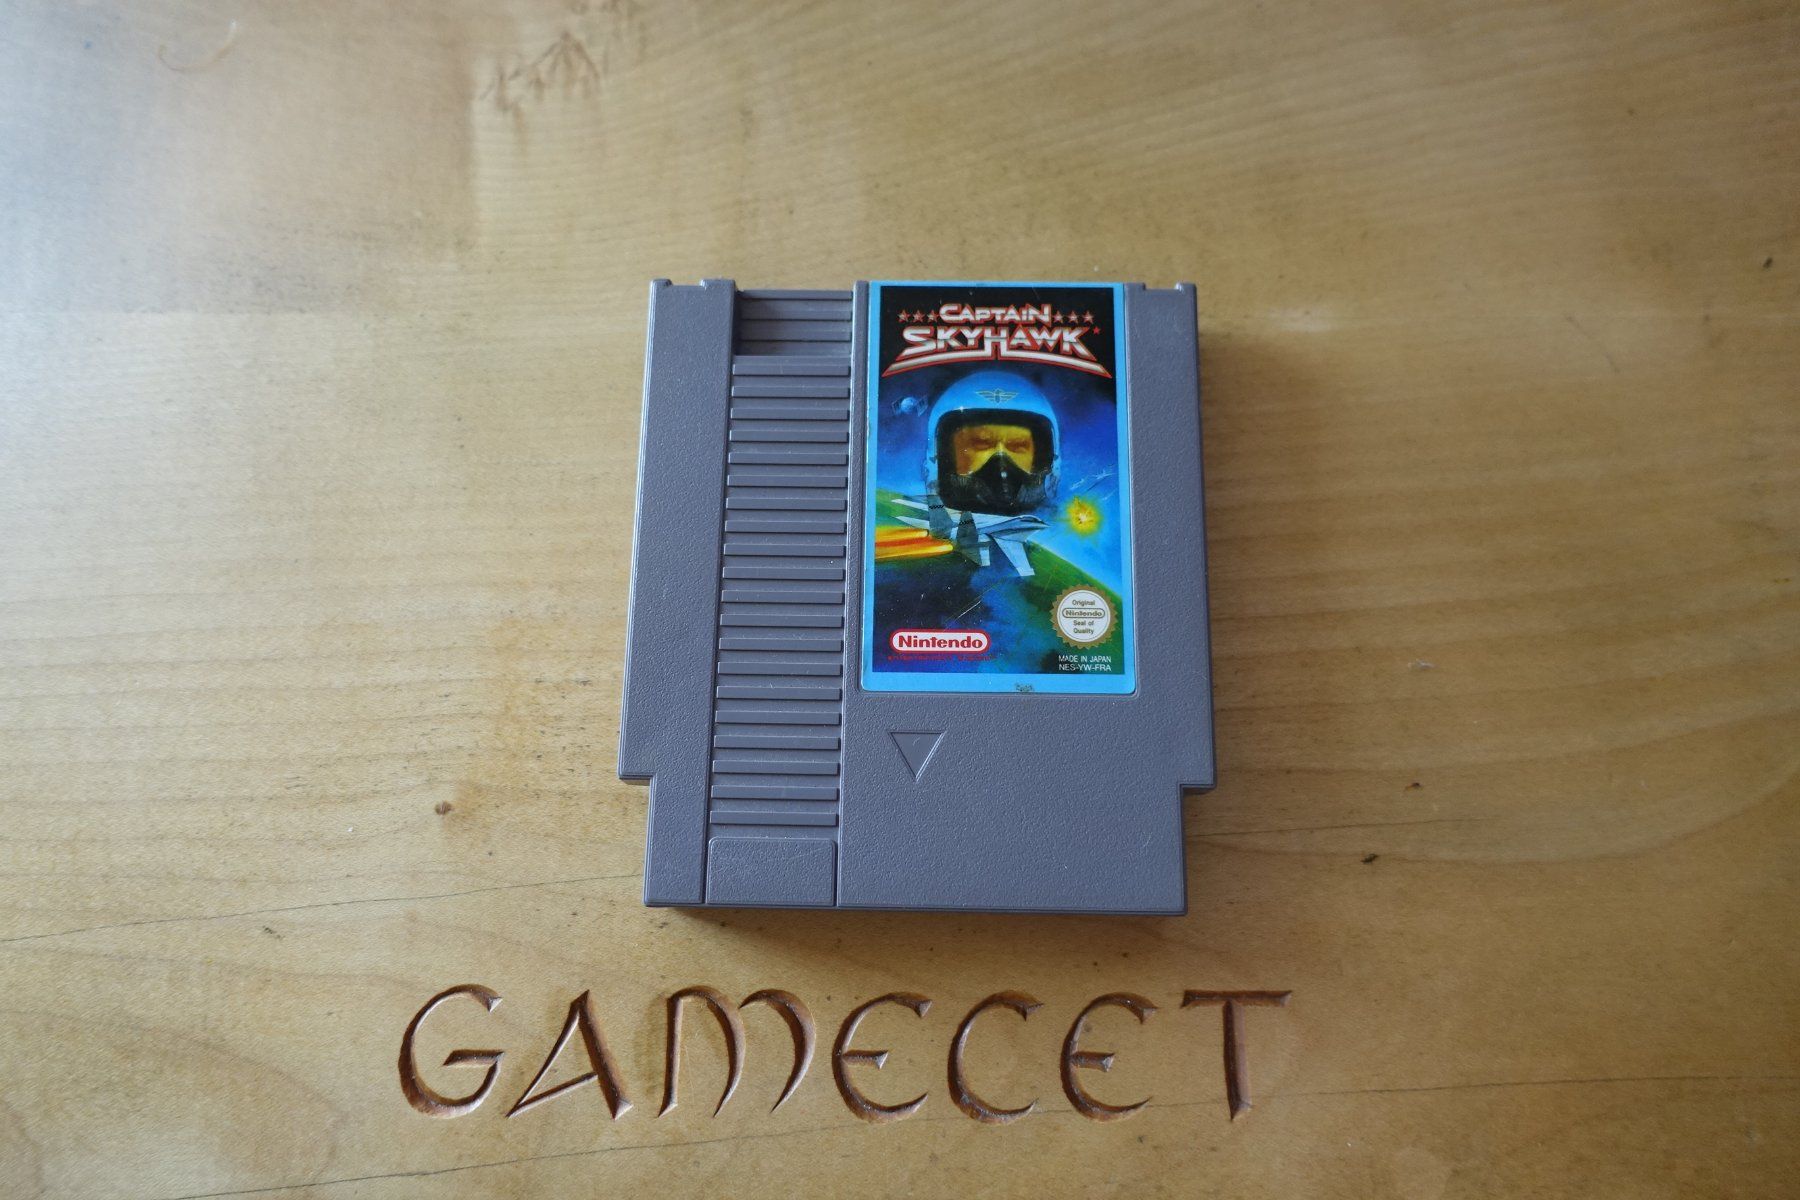 CAPTAIN
SKYHAWK
Original
Nintendo
Seal of
Quality
Nintendo
MADE IN JAPAN
NES-YW-FRA
GAMECET